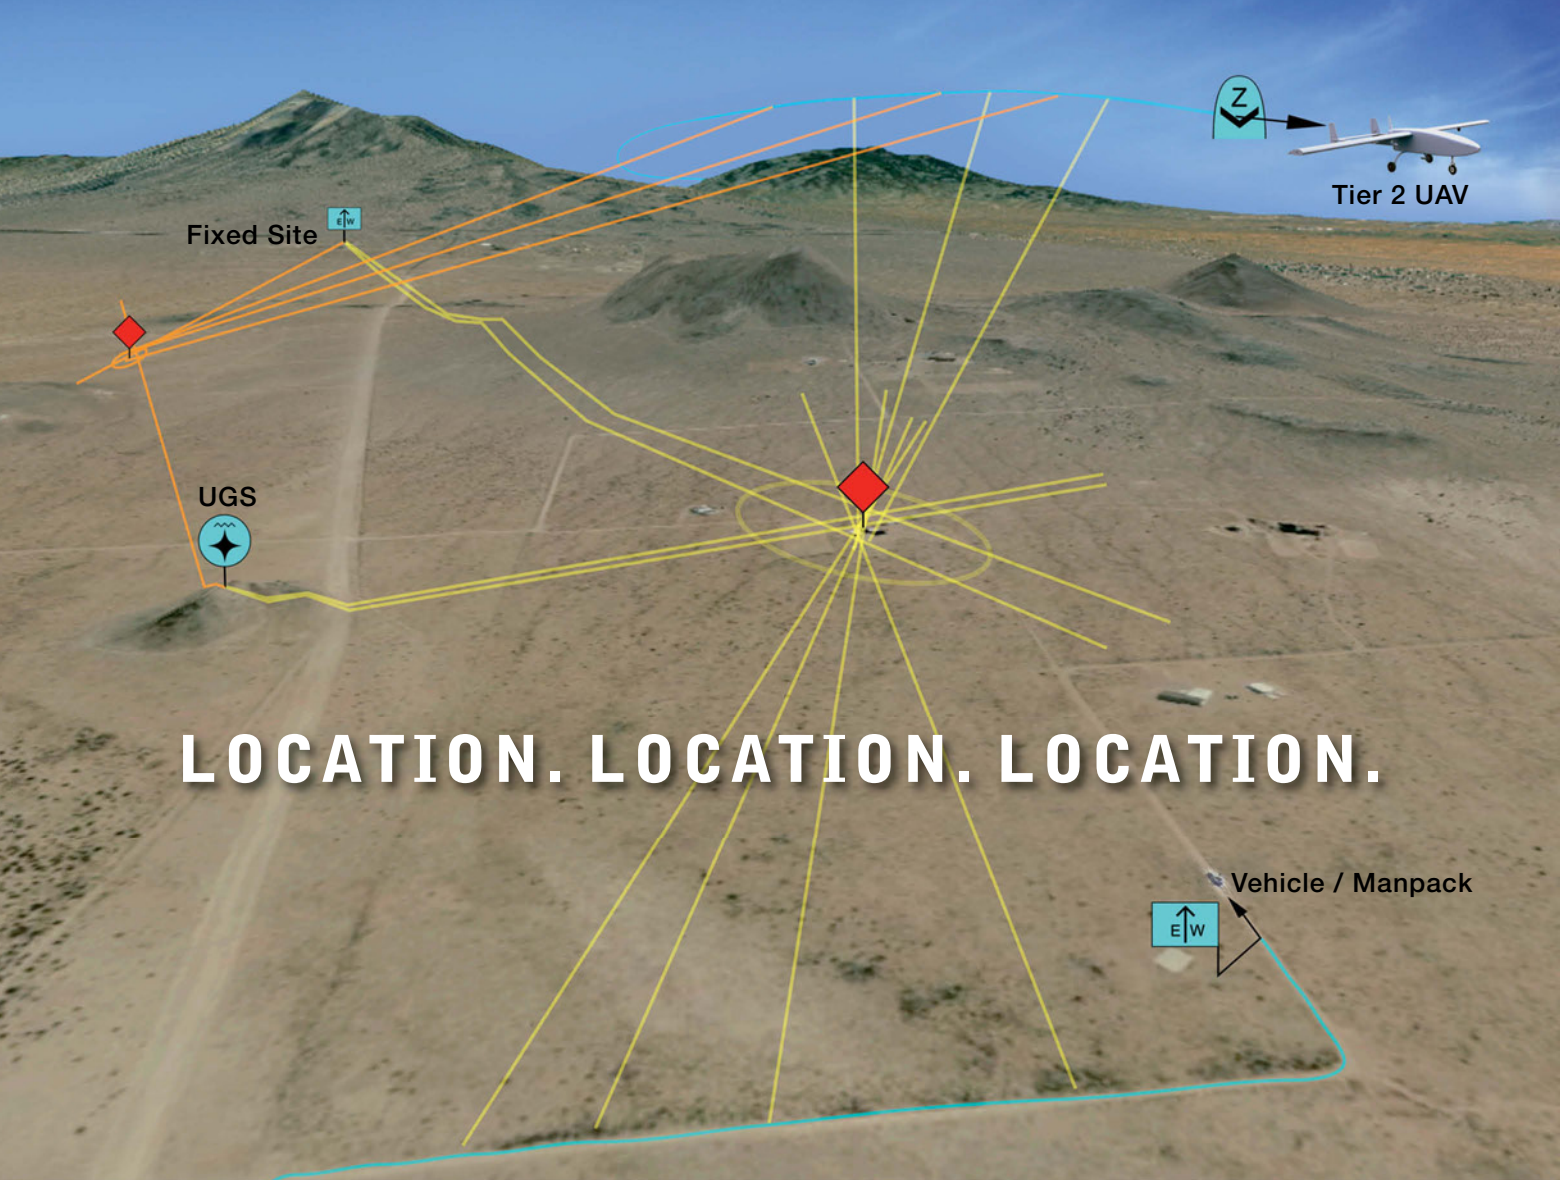 Z
Tier 2 UAV
Fixed Site
E W
UGS
LOCATION. LOCATION. LOCATION.
Vehicle / Manpack
E W